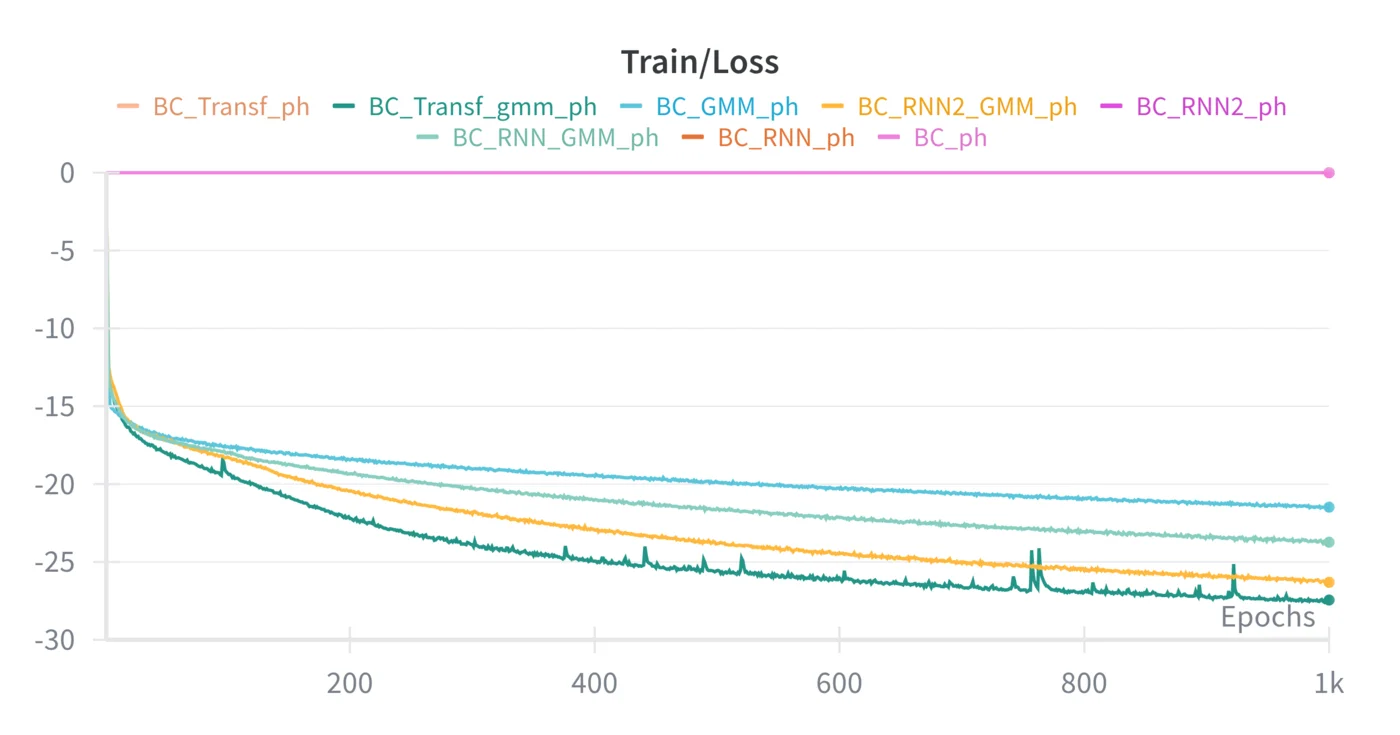 Train/Loss
BC_Transf_ph BC_Transf_gmm_ph BC_GMM_ph BC_RNN2_GMM_ph BC_RNN2_ph
BC_RNN_GMM_ph BC_RNN_ph BC_ph
0
-5
-10
-15
-20
-25
Epochs
-30
200 400 600 800 1k